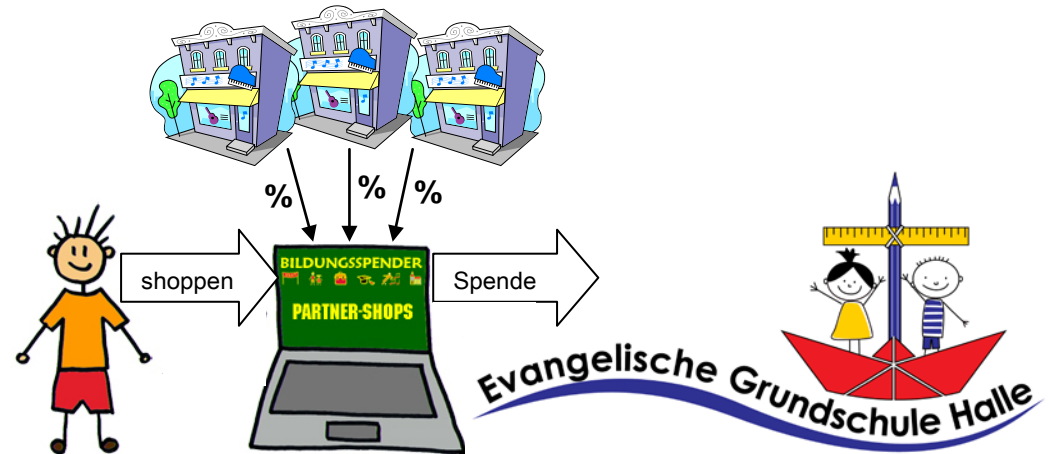 % % %
shoppen
BILDUNGSSPENDER
PARTNER-SHOPS
Spende
Evangelische Grundschule Halle